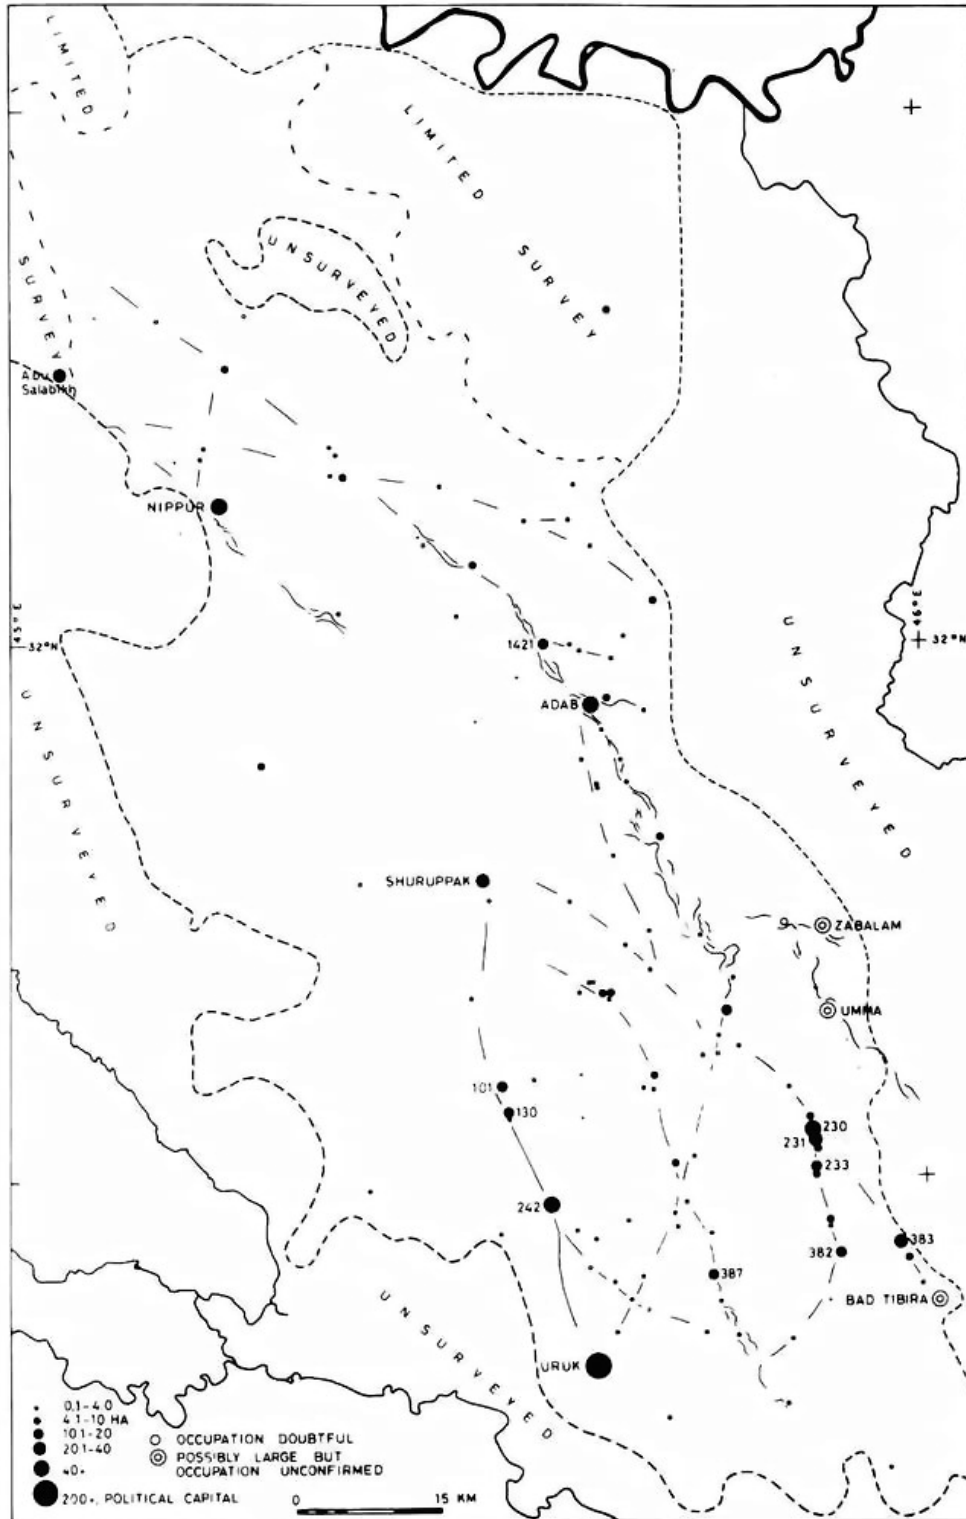 LIMITED
LIMITED
SURVEY
UNSURVEYED
SURVEY
Abu
Salabikh
NIPPUR
45°E
32°N
46°E
32°N
1421
ADAB
UNSURVEYED
UNSURVEYED
SHURUPPAK
ZABALAM
UMMA
101
130
230
231
233
242
383
382
387
BAD TIBIRA
UNSURVEYED
URUK
0.1-4.0
4.1-10 HA
10.1-20
20.1-40
40+
200+, POLITICAL CAPITAL
OCCUPATION DOUBTFUL
POSSIBLY LARGE BUT
OCCUPATION UNCONFIRMED
0 15 KM